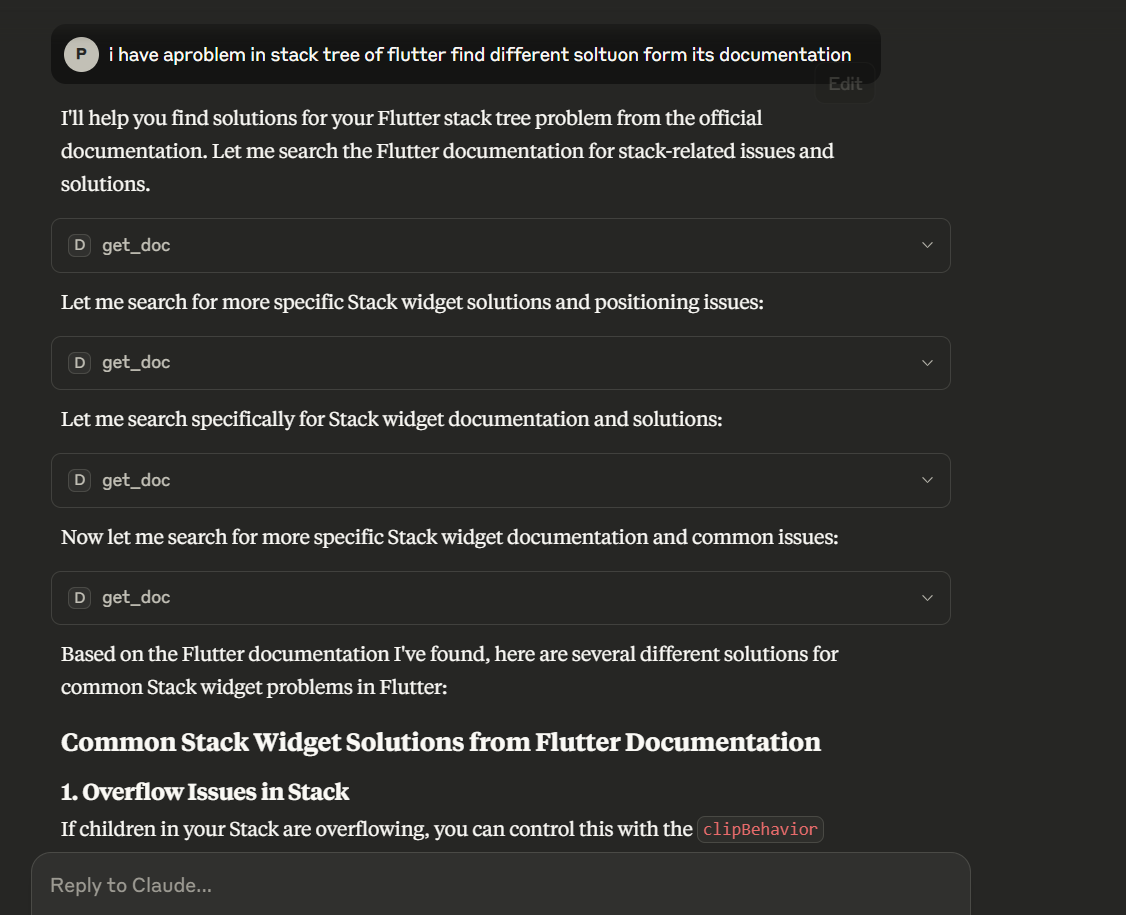 P
i have aproblem in stack tree of flutter find different soltuon form its documentation
Edit
I'll help you find solutions for your Flutter stack tree problem from the official
documentation. Let me search the Flutter documentation for stack-related issues and
solutions.
D get_doc
Let me search for more specific Stack widget solutions and positioning issues:
D get_doc
Let me search specifically for Stack widget documentation and solutions:
D get_doc
Now let me search for more specific Stack widget documentation and common issues:
D get_doc
Based on the Flutter documentation I've found, here are several different solutions for
common Stack widget problems in Flutter:
Common Stack Widget Solutions from Flutter Documentation
1. Overflow Issues in Stack
If children in your Stack are overflowing, you can control this with the clipBehavior
Reply to Claude...